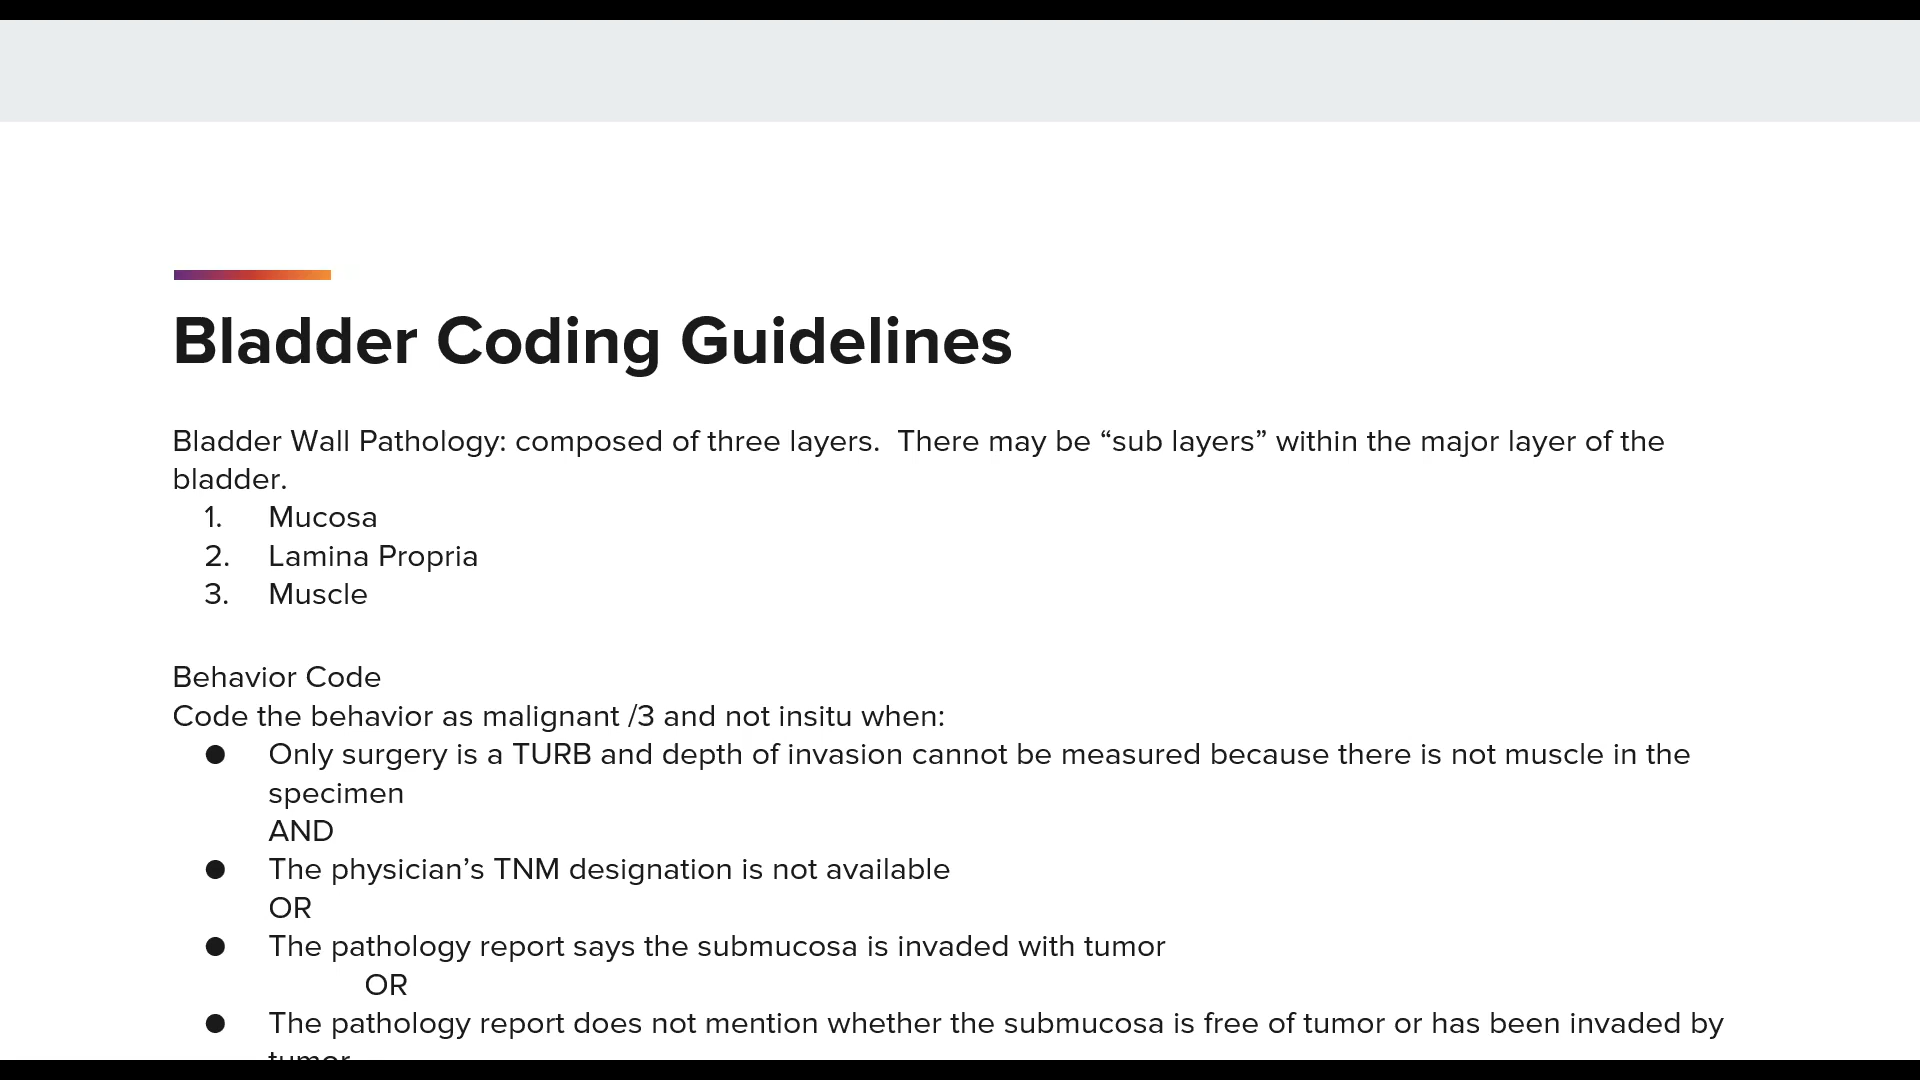 Bladder Coding Guidelines
Bladder Wall Pathology: composed of three layers.  There may be “sub layers” within the major layer of the
bladder.
1. Mucosa
2. Lamina Propria
3. Muscle
Behavior Code
Code the behavior as malignant /3 and not insitu when:
● Only surgery is a TURB and depth of invasion cannot be measured because there is not muscle in the
specimen
AND
● The physician’s TNM designation is not available
OR
● The pathology report says the submucosa is invaded with tumor
OR
● The pathology report does not mention whether the submucosa is free of tumor or has been invaded by
tumor